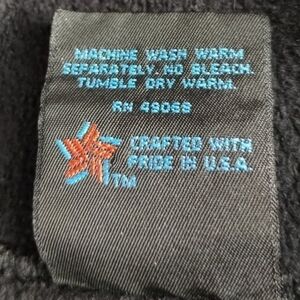 MACHINE WASH WARM
SEPARATELY. NO BLEACH.
TUMBLE DRY WARM.
RN 49068
CRAFTED WITH
PRIDE IN U.S.A.
TM